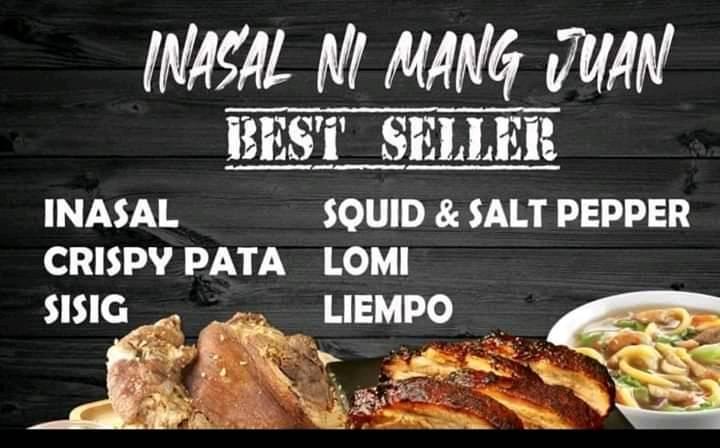 INASAL NI MANG JUAN
BEST SELLER
INASAL
CRISPY PATA
SISIG
SQUID & SALT PEPPER
LOMI
LIEMPO